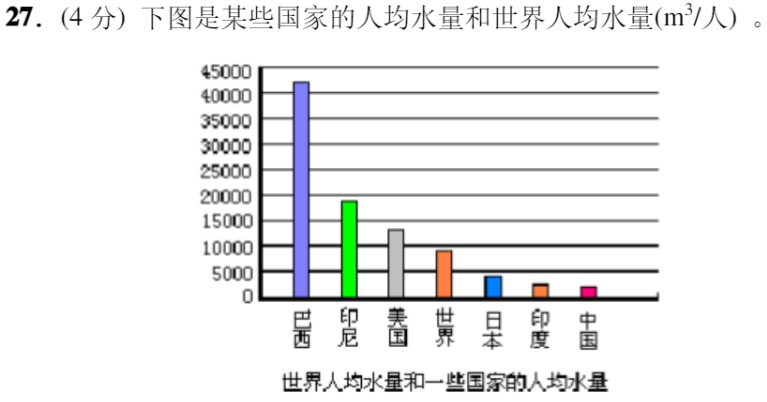 27. (4 分) 下图是某些国家的人均水量和世界人均水量(m³/人) 。
45000
40000
35000
30000
25000
20000
15000
10000
5000
0
巴西
印尼
美国
世界
日本
印度
中国
世界人均水量和一些国家的人均水量